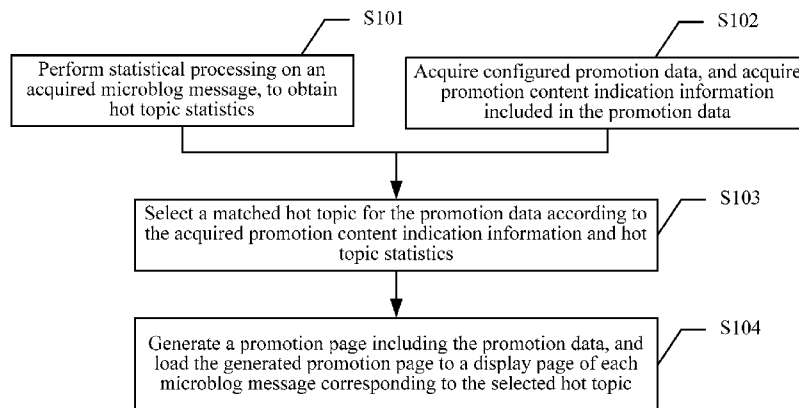 S101
Perform statistical processing on an
acquired microblog message, to obtain
hot topic statistics
S102
Acquire configured promotion data, and acquire
promotion content indication information
included in the promotion data
S103
Select a matched hot topic for the promotion data according to
the acquired promotion content indication information and hot
topic statistics
S104
Generate a promotion page including the promotion data, and
load the generated promotion page to a display page of each
microblog message corresponding to the selected hot topic